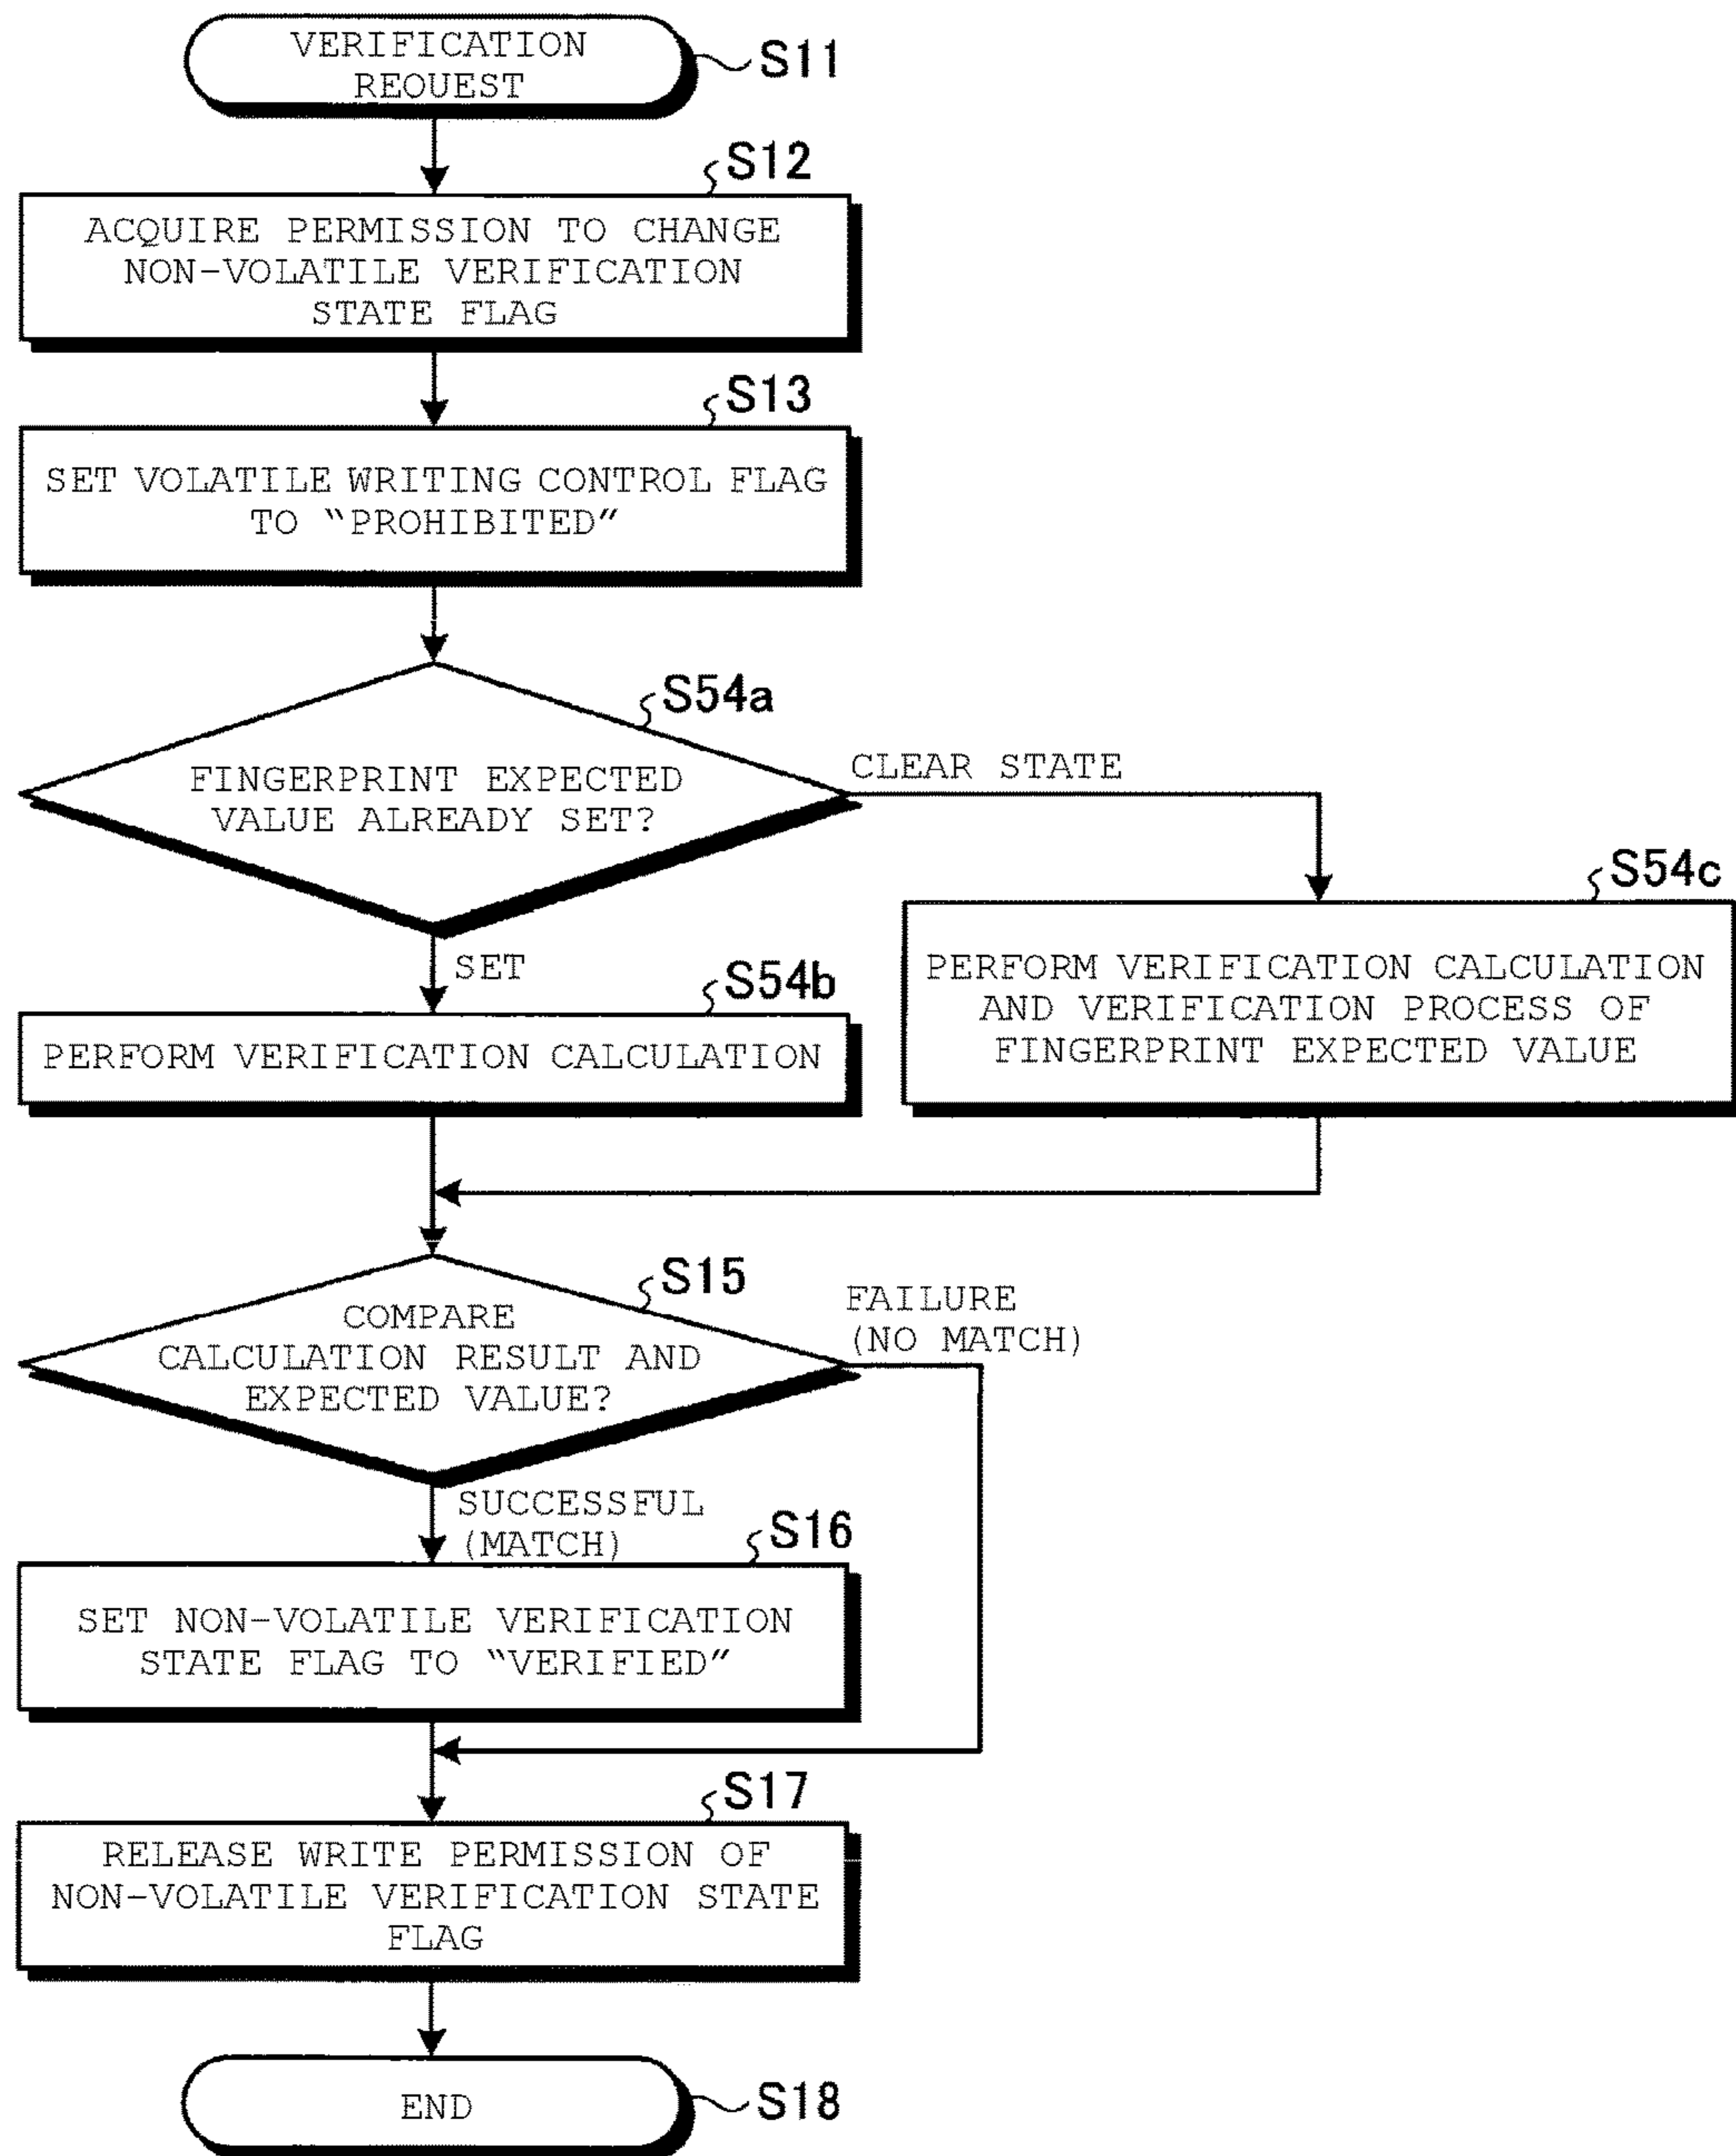 VERIFICATION
REQUEST
S11
S12
ACQUIRE PERMISSION TO CHANGE
NON-VOLATILE VERIFICATION
STATE FLAG
S13
SET VOLATILE WRITING CONTROL FLAG
TO “PROHIBITED”
S54a
FINGERPRINT EXPECTED
VALUE ALREADY SET?
CLEAR STATE
SET
S54b
PERFORM VERIFICATION CALCULATION
S54c
PERFORM VERIFICATION CALCULATION
AND VERIFICATION PROCESS OF
FINGERPRINT EXPECTED VALUE
S15
COMPARE
CALCULATION RESULT AND
EXPECTED VALUE?
FAILURE
(NO MATCH)
SUCCESSFUL
(MATCH)
S16
SET NON-VOLATILE VERIFICATION
STATE FLAG TO “VERIFIED”
S17
RELEASE WRITE PERMISSION OF
NON-VOLATILE VERIFICATION STATE
FLAG
END
S18